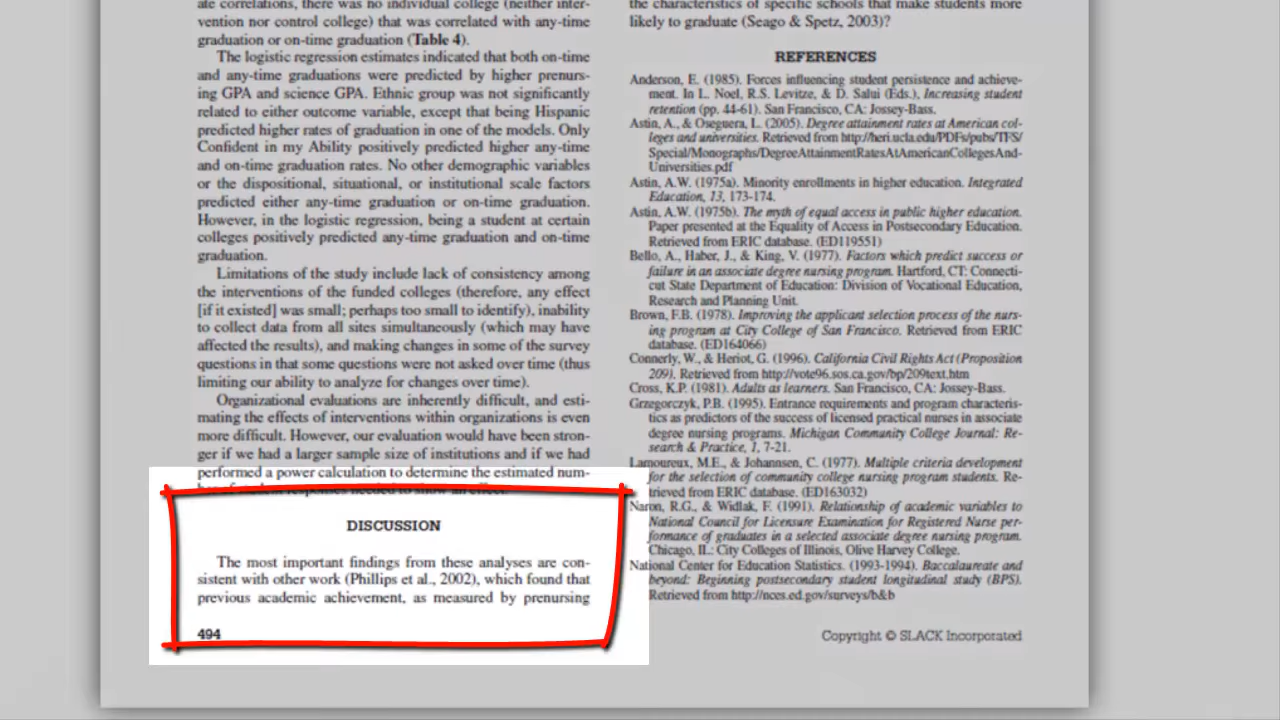 ate correlations, there was no individual college (neither inter-
vention nor control college) that was correlated with any-time
graduation or on-time graduation (Table 4).
The logistic regression estimates indicated that both on-time
and any-time graduations were predicted by higher prenurs-
ing GPA and science GPA. Ethnic group was not significantly
related to either outcome variable, except that being Hispanic
predicted higher rates of graduation in one of the models. Only
Confident in my Ability positively predicted higher any-time
and on-time graduation rates. No other demographic variables
or the dispositional, situational, or institutional scale factors
predicted either any-time graduation or on-time graduation.
However, in the logistic regression, being a student at certain
colleges positively predicted any-time graduation and on-time
graduation.
Limitations of the study include lack of consistency among
the interventions of the funded colleges (therefore, any effect
[if it existed] was small; perhaps too small to identify), inability
to collect data from all sites simultaneously (which may have
affected the results), and making changes in some of the survey
questions in that some questions were not asked over time (thus
limiting our ability to analyze for changes over time).
Organizational evaluations are inherently difficult, and esti-
mating the effects of interventions within organizations is even
more difficult. However, our evaluation would have been stron-
ger if we had a larger sample size of institutions and if we had
performed a power calculation to determine the estimated num-
ber of student responses needed to show an effect.
DISCUSSION
The most important findings from these analyses are con-
sistent with other work (Phillips et al., 2002), which found that
previous academic achievement, as measured by prenursing
494
the characteristics of specific schools that make students more
likely to graduate (Seago & Spetz, 2003)?
REFERENCES
Anderson, E. (1985). Forces influencing student persistence and achieve-
ment. In L. Noel, R.S. Levitze, & D. Salui (Eds.), Increasing student
retention (pp. 44-61). San Francisco, CA: Jossey-Bass.
Astin, A., & Oseguera, L. (2005). Degree attainment rates at American col-
leges and universities. Retrieved from http://heri.ucla.edu/PDFs/pubs/TFS/
Special/Monographs/DegreeAttainmentRatesAtAmericanCollegesAnd-
Universities.pdf
Astin, A.W. (1975a). Minority enrollments in higher education. Integrated
Education, 13, 173-174.
Astin, A.W. (1975b). The myth of equal access in public higher education.
Paper presented at the Equality of Access in Postsecondary Education.
Retrieved from ERIC database. (ED119551)
Bello, A., Haber, J., & King, V. (1977). Factors which predict success or
failure in an associate degree nursing program. Hartford, CT: Connecti-
cut State Department of Education: Division of Vocational Education,
Research and Planning Unit.
Brown, F.B. (1978). Improving the applicant selection process of the nurs-
ing program at City College of San Francisco. Retrieved from ERIC
database. (ED164066)
Connerly, W., & Heriot, G. (1996). California Civil Rights Act (Proposition
209). Retrieved from http://vote96.sos.ca.gov/bp/209text.htm
Cross, K.P. (1981). Adults as learners. San Francisco, CA: Jossey-Bass.
Grzegorczyk, P.B. (1995). Entrance requirements and program characteris-
tics as predictors of the success of licensed practical nurses in associate
degree nursing programs. Michigan Community College Journal: Re-
search & Practice, 1, 7-21.
Lamoureux, M.E., & Johannsen, C. (1977). Multiple criteria development
for the selection of community college nursing program students. Re-
trieved from ERIC database. (ED163032)
Naron, R.G., & Widlak, F. (1991). Relationship of academic variables to
National Council for Licensure Examination for Registered Nurse per-
formance of graduates in a selected associate degree nursing program.
Chicago, IL: City Colleges of Illinois, Olive Harvey College.
National Center for Education Statistics. (1993-1994). Baccalaureate and
beyond: Beginning postsecondary student longitudinal study (BPS).
Retrieved from http://nces.ed.gov/surveys/b&b
Copyright © SLACK Incorporated